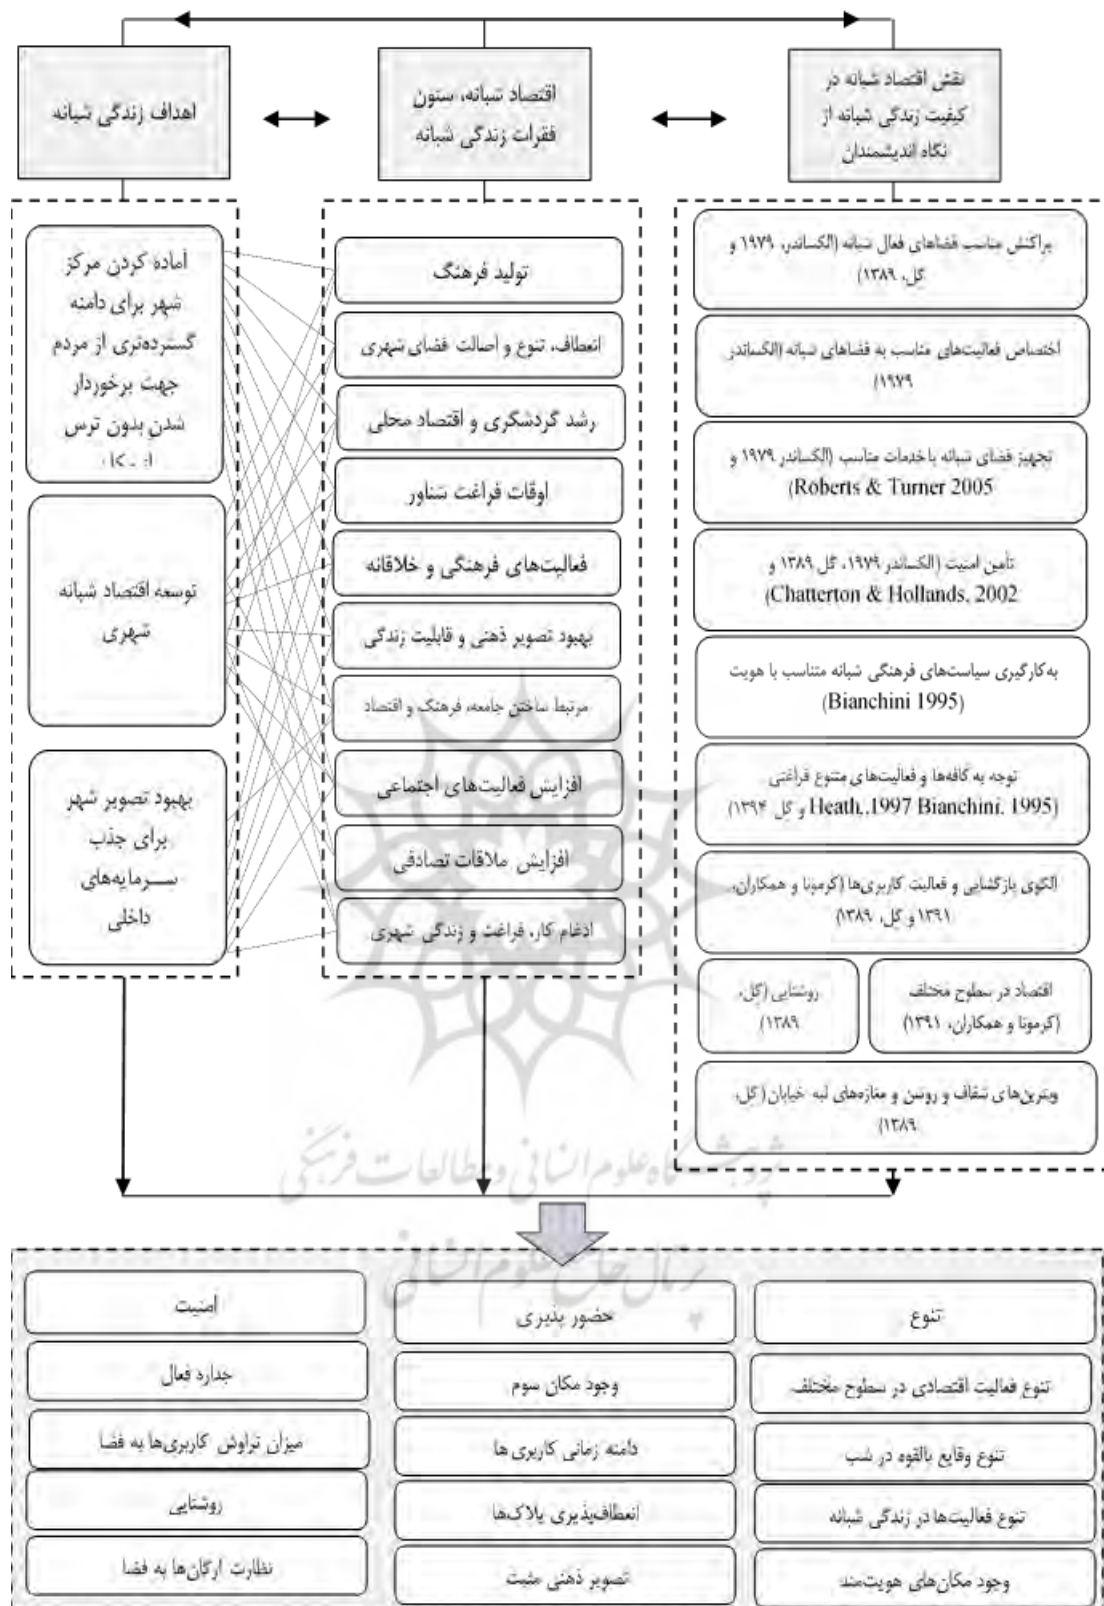 نقش اقتصاد شبانه در
کیفیت زندگی شبانه از
نگاه اندیشمندان
اقتصاد شبانه، ستون
فقرات زندگی شبانه
اهداف زندگی شبانه
پراکنش مناسب فضاهای فعال شبانه (الکساندر، ۱۹۷۹ و
گل، ۱۳۸۹)
اختصاص فعالیت‌های مناسب به فضاهای شبانه (الکساندر
۱۹۷۹)
تجهیز فضای شبانه با خدمات مناسب (الکساندر ۱۹۷۹ و
Roberts & Turner 2005)
تأمین امنیت (الکساندر ۱۹۷۹، گل ۱۳۸۹ و
Chatterton & Hollands, 2002)
به‌کارگیری سیاست‌های فرهنگی شبانه متناسب با هویت
(Bianchini 1995)
توجه به کافه‌ها و فعالیت‌های متنوع فراغتی
(Heath,.1997 Bianchini. 1995 و گل ۱۳۹۴)
الگوی بازگشایی و فعالیت کاربری‌ها (کرمونا و همکاران،
۱۳۹۱ و گل، ۱۳۸۹)
اقتصاد در سطوح مختلف
(کرمونا و همکاران، ۱۳۹۱)
روشنایی (گل،
۱۳۸۹)
ویترین‌های شفاف و روشن و مغازه‌های لبه خیابان (گل،
۱۳۸۹)
تولید فرهنگ
انعطاف، تنوع و اصالت فضای شهری
رشد گردشگری و اقتصاد محلی
اوقات فراغت شناور
فعالیت‌های فرهنگی و خلاقانه
بهبود تصویر ذهنی و قابلیت زندگی
مرتبط ساختن جامعه، فرهنگ و اقتصاد
افزایش فعالیت‌های اجتماعی
افزایش ملاقات تصادفی
ادغام کار، فراغت و زندگی شهری
آماده کردن مرکز
شهر برای دامنه
گسترده‌تری از مردم
جهت برخوردار
شدن بدون ترس
توسعه اقتصاد شبانه
شهری
بهبود تصویر شهر
برای جذب
سـرمایه‌های
داخلی
پژوهشگاه علوم انسانی و مطالعات فرهنگی
پرتال جامع علوم انسانی
تنوع
تنوع فعالیت اقتصادی در سطوح مختلف
تنوع وقایع بالقوه در شب
تنوع فعالیت‌ها در زندگی شبانه
وجود مکان‌های هویت‌مند
حضور پذیری
وجود مکان سوم
دامنه زمانی کاربری ها
انعطاف‌پذیری پلاک‌ها
تصویر ذهنی مثبت
امنیت
جداره فعال
میزان تراوش کاربری‌ها به فضا
روشنایی
نظارت ارگان‌ها به فضا